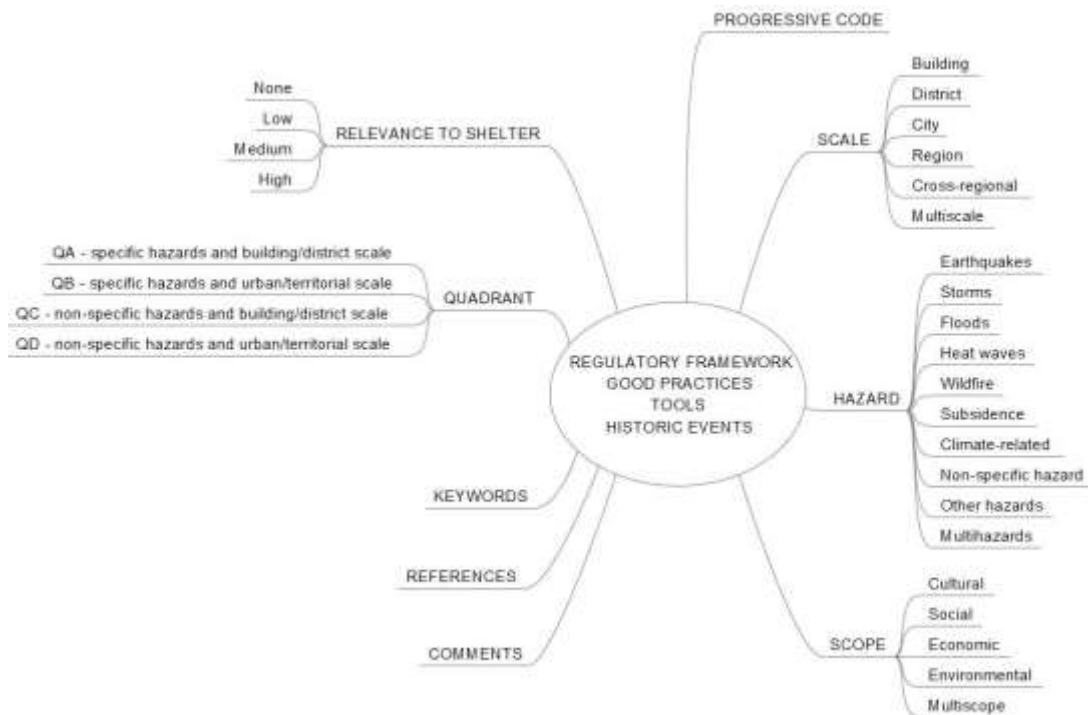 PROGRESSIVE CODE
SCALE
Building
District
City
Region
Cross-regional
Multiscale
HAZARD
Earthquakes
Storms
Floods
Heat waves
Wildfire
Subsidence
Climate-related
Non-specific hazard
Other hazards
Multihazards
SCOPE
Cultural
Social
Economic
Environmental
Multiscope
RELEVANCE TO SHELTER
None
Low
Medium
High
QUADRANT
QA - specific hazards and building/district scale
QB - specific hazards and urban/territorial scale
QC - non-specific hazards and building/district scale
QD - non-specific hazards and urban/territorial scale
KEYWORDS
REFERENCES
COMMENTS
REGULATORY FRAMEWORK
GOOD PRACTICES
TOOLS
HISTORIC EVENTS